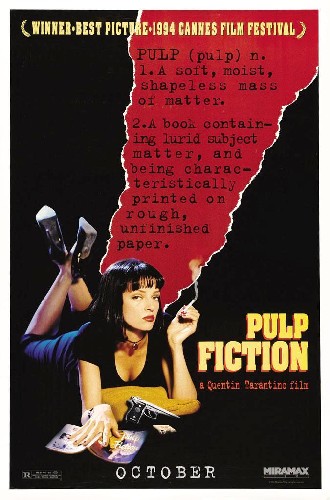 WINNER-BEST PICTURE-1994 CANNES FILM FESTIVAL
PULP (pulp) n.
1.A soft, moist,
shapeless mass
of matter.
2.A book contain-
ing lurid subject
matter, and
being charac-
teristically
printed on
rough,
unfinished
paper.
PULP
FICTION
a Quentin Tarantino film
R
OCTOBER
MIRAMAX